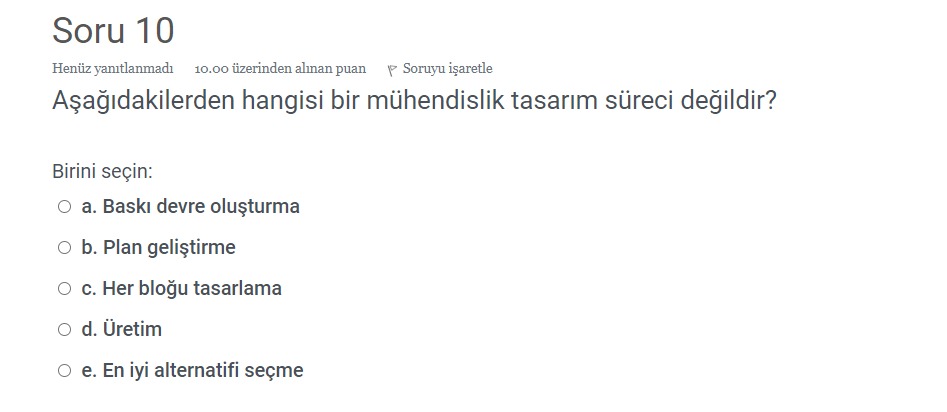 Soru 10
Henüz yanıtlanmadı 10.00 üzerinden alınan puan Soruyu işaretle
Aşağıdakilerden hangisi bir mühendislik tasarım süreci değildir?
Birini seçin:
a. Baskı devre oluşturma
b. Plan geliştirme
c. Her bloğu tasarlama
d. Üretim
e. En iyi alternatifi seçme